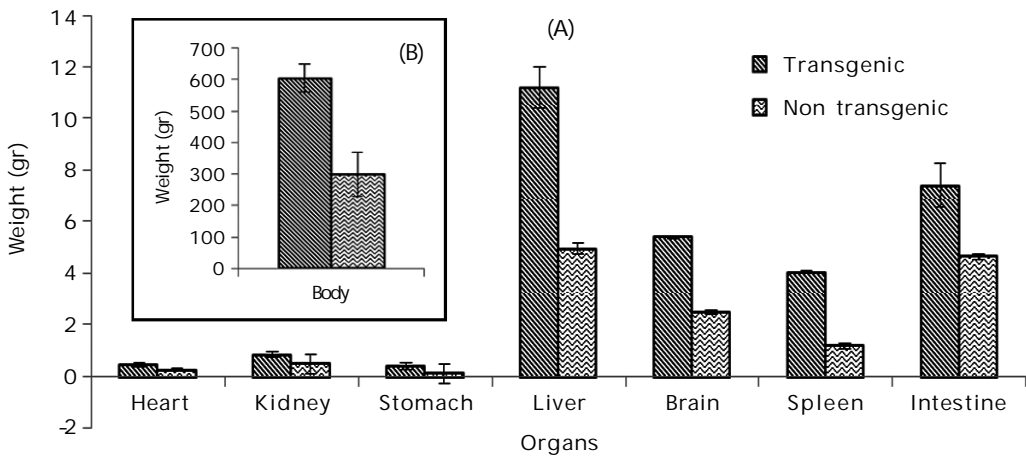 (A)
Weight (gr)
14
12
10
8
6
4
2
0
-2
Heart Kidney Stomach Liver Brain Spleen Intestine
Organs
Transgenic
Non transgenic
(B)
Weight (gr)
700
600
500
400
300
200
100
0
Body